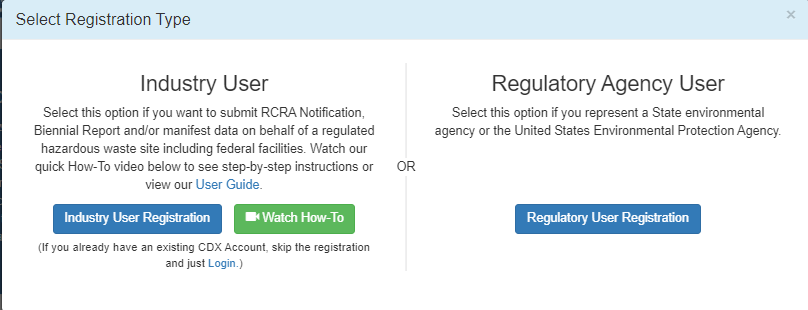 Select Registration Type
×
Industry User
Select this option if you want to submit RCRA Notification,
Biennial Report and/or manifest data on behalf of a regulated
hazardous waste site including federal facilities. Watch our
quick How-To video below to see step-by-step instructions or
view our User Guide.
Industry User Registration
Watch How-To
(If you already have an existing CDX Account, skip the registration
and just Login.)
OR
Regulatory Agency User
Select this option if you represent a State environmental
agency or the United States Environmental Protection Agency.
Regulatory User Registration